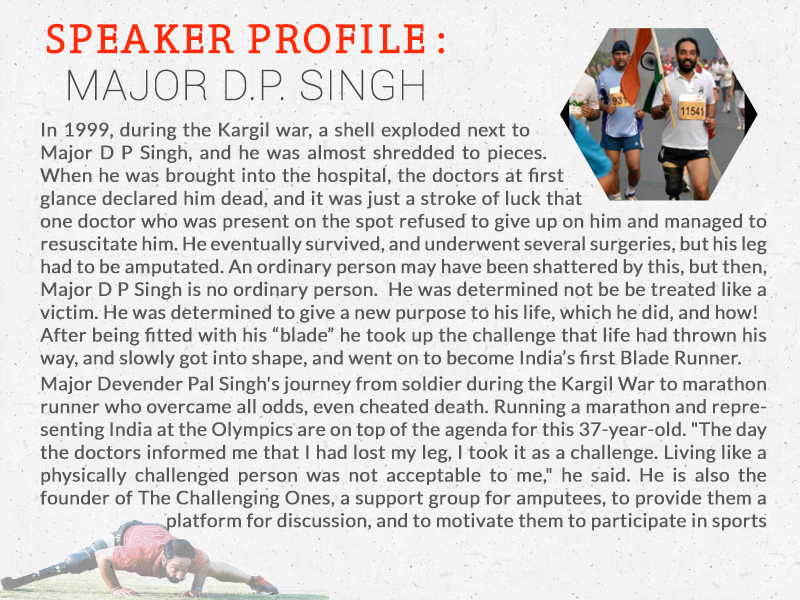 SPEAKER PROFILE :
MAJOR D.P. SINGH
In 1999, during the Kargil war, a shell exploded next to
Major D P Singh, and he was almost shredded to pieces.
When he was brought into the hospital, the doctors at first
glance declared him dead, and it was just a stroke of luck that
one doctor who was present on the spot refused to give up on him and managed to
resuscitate him. He eventually survived, and underwent several surgeries, but his leg
had to be amputated. An ordinary person may have been shattered by this, but then,
Major D P Singh is no ordinary person.  He was determined not be be treated like a
victim. He was determined to give a new purpose to his life, which he did, and how!
After being fitted with his “blade” he took up the challenge that life had thrown his
way, and slowly got into shape, and went on to become India’s first Blade Runner.
Major Devender Pal Singh's journey from soldier during the Kargil War to marathon
runner who overcame all odds, even cheated death. Running a marathon and repre-
senting India at the Olympics are on top of the agenda for this 37-year-old. "The day
the doctors informed me that I had lost my leg, I took it as a challenge. Living like a
physically challenged person was not acceptable to me," he said. He is also the
founder of The Challenging Ones, a support group for amputees, to provide them a
platform for discussion, and to motivate them to participate in sports
931
11541